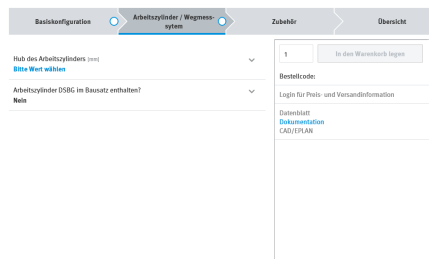 Basiskonfiguration
Arbeitszylinder / Wegmess-
sytem
Zubehör
Übersicht
Hub des Arbeitszylinders [mm]
Bitte Wert wählen
Arbeitszylinder DSBG im Bausatz enthalten?
Nein
1
In den Warenkorb legen
Bestellcode:
Login für Preis- und Versandinformation
Datenblatt
Dokumentation
CAD/EPLAN